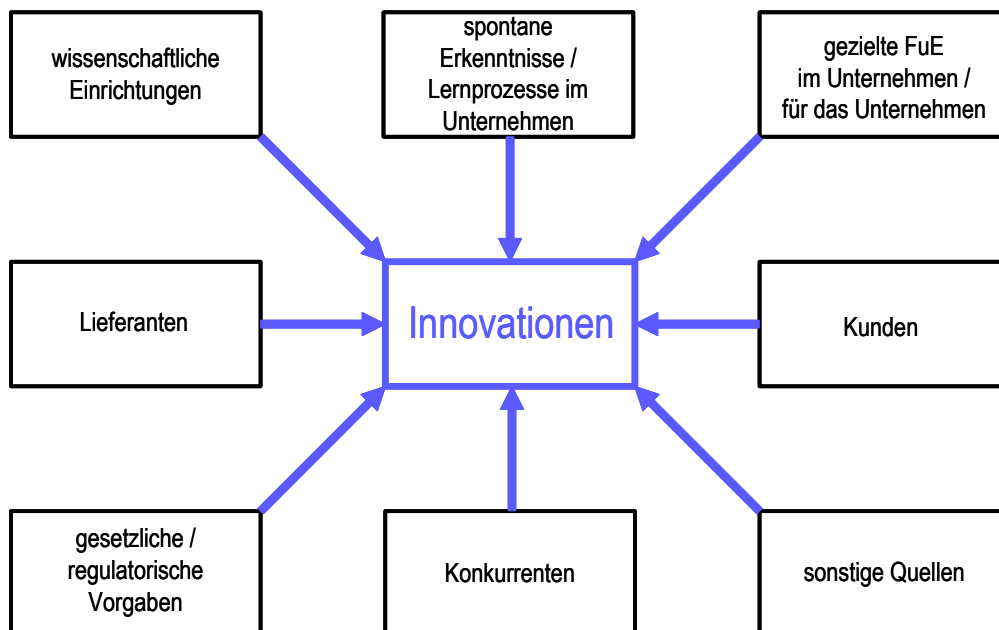 wissenschaftliche
Einrichtungen
spontane
Erkenntnisse /
Lernprozesse im
Unternehmen
gezielte FuE
im Unternehmen /
für das Unternehmen
Lieferanten
Innovationen
Kunden
gesetzliche /
regulatorische
Vorgaben
Konkurrenten
sonstige Quellen